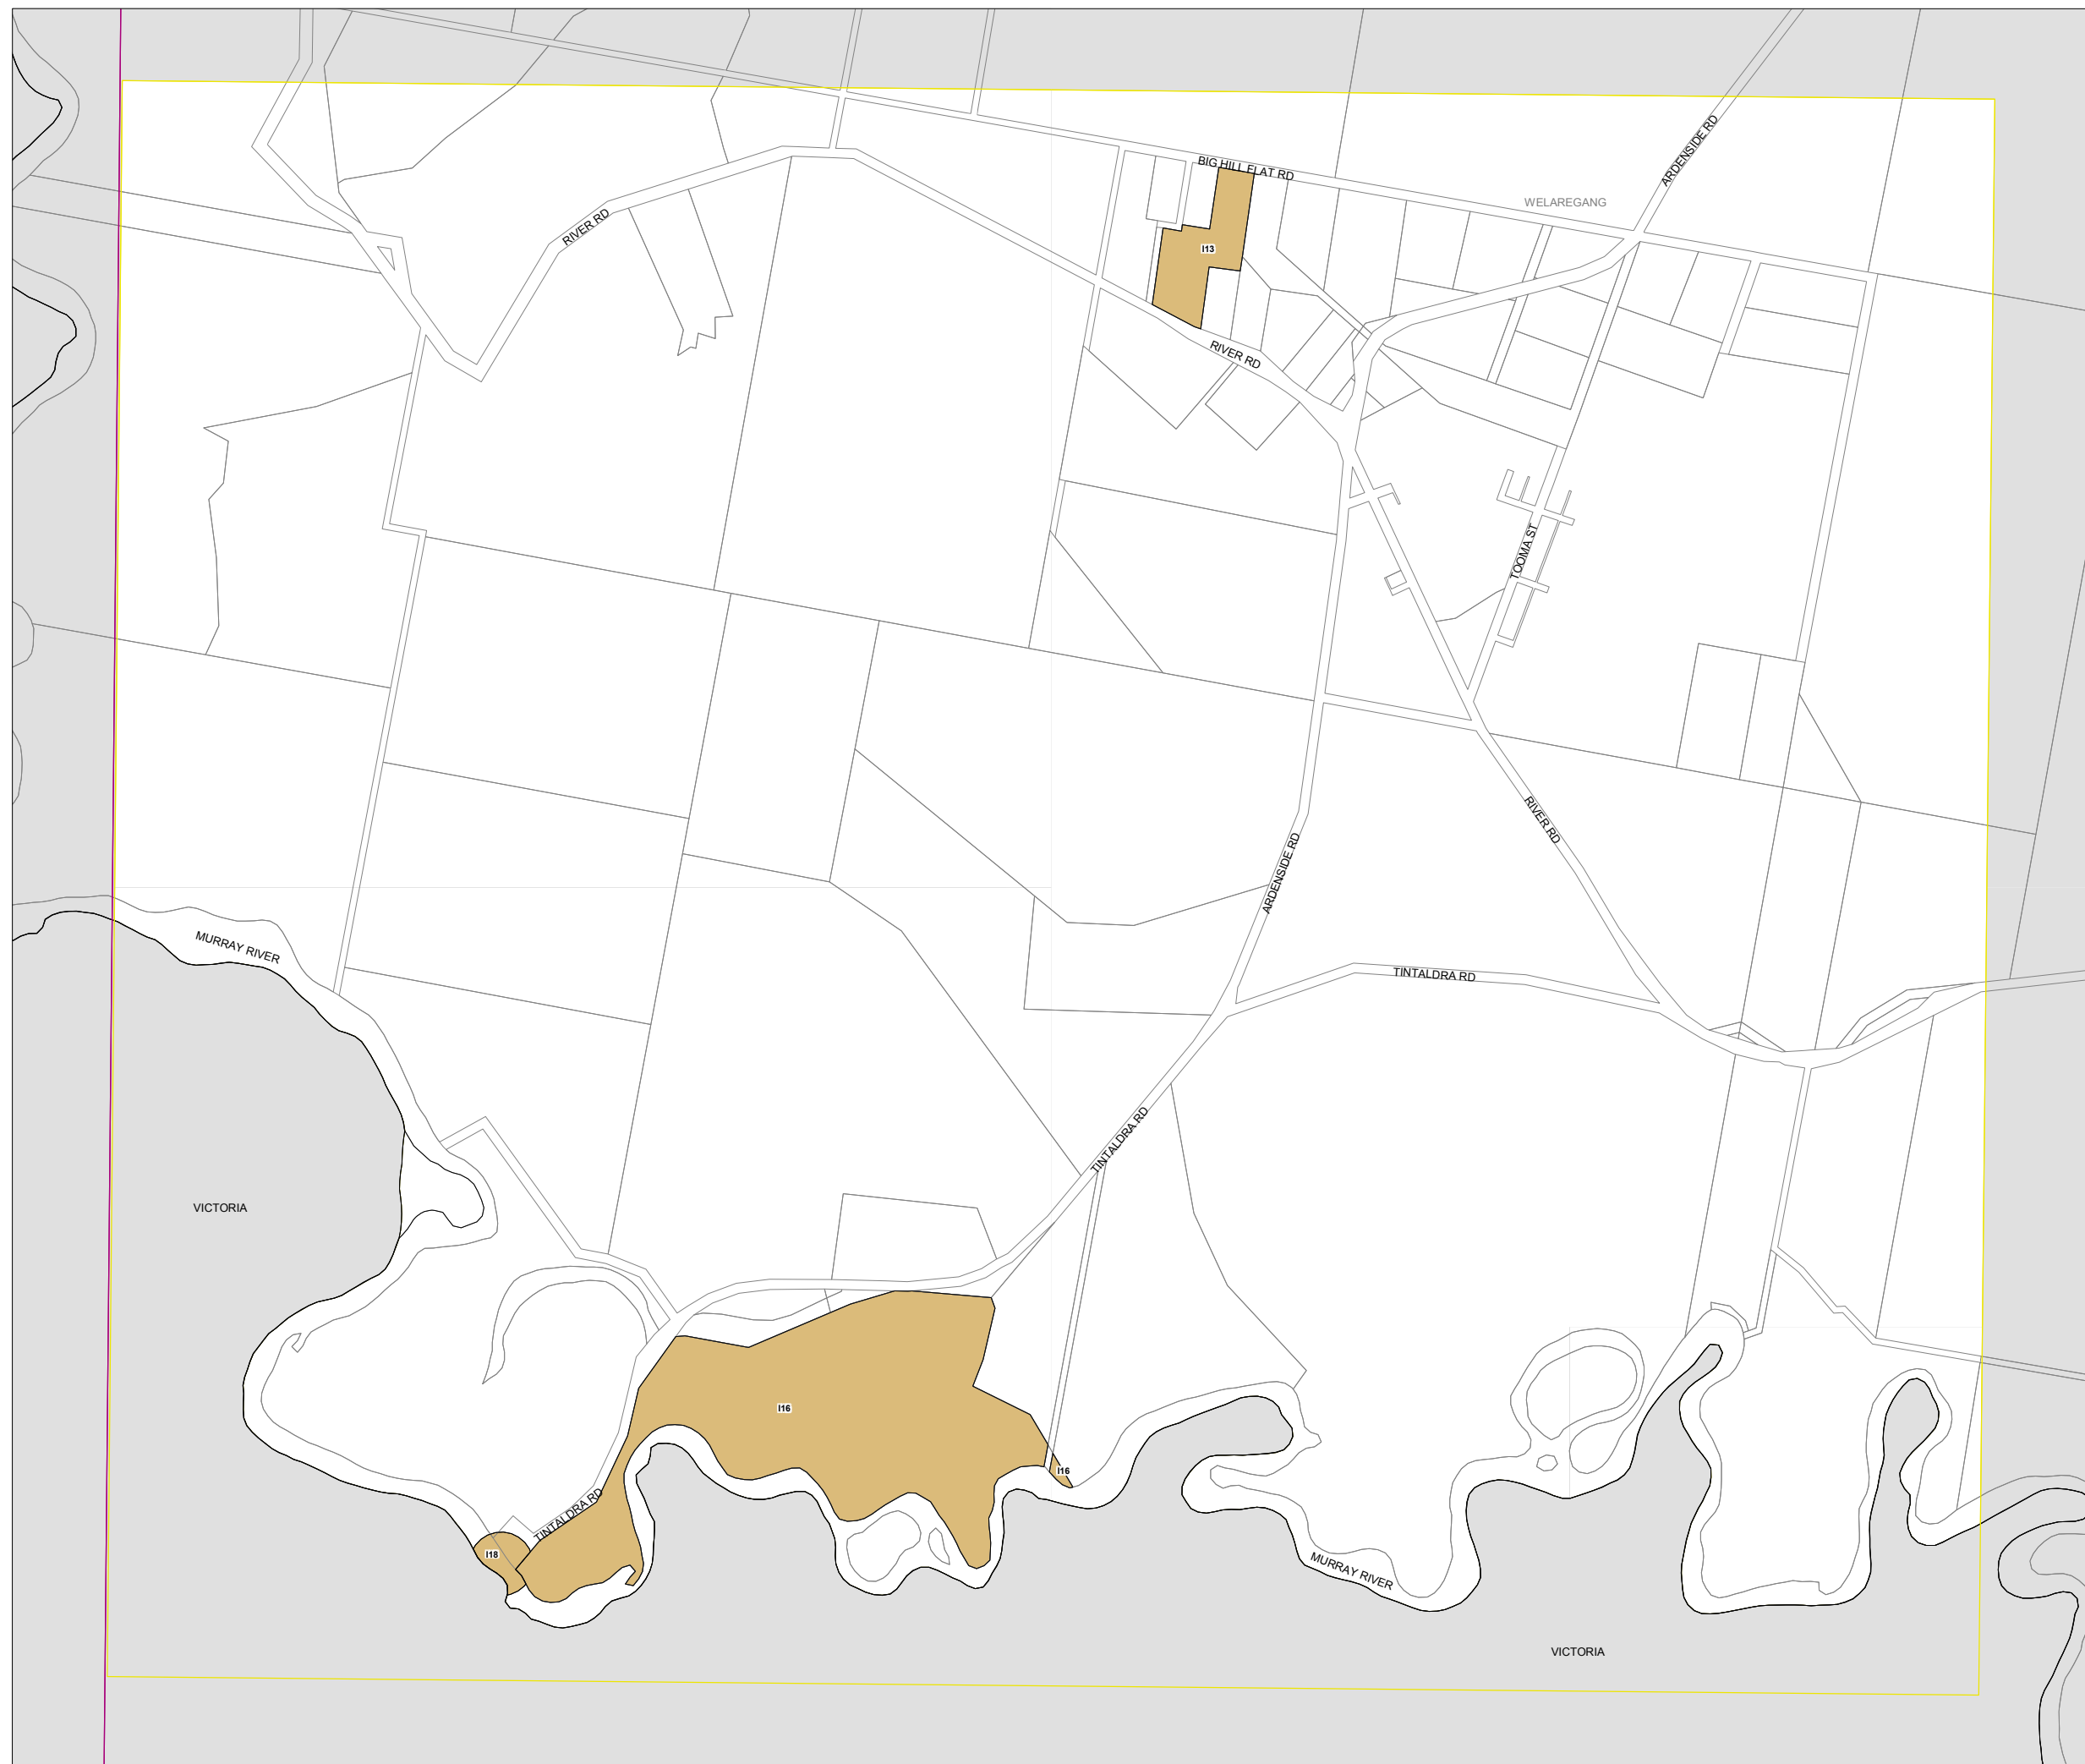 BIG HILL FLAT RD
ARDENSIDE RD
WELAREGANG
RIVER RD
I13
RIVER RD
TOOMA ST
RIVER RD
ARDENSIDE RD
MURRAY RIVER
TINTALDRA RD
TINTALDRA RD
VICTORIA
I16
I16
TINTALDRA RD
I18
MURRAY RIVER
VICTORIA